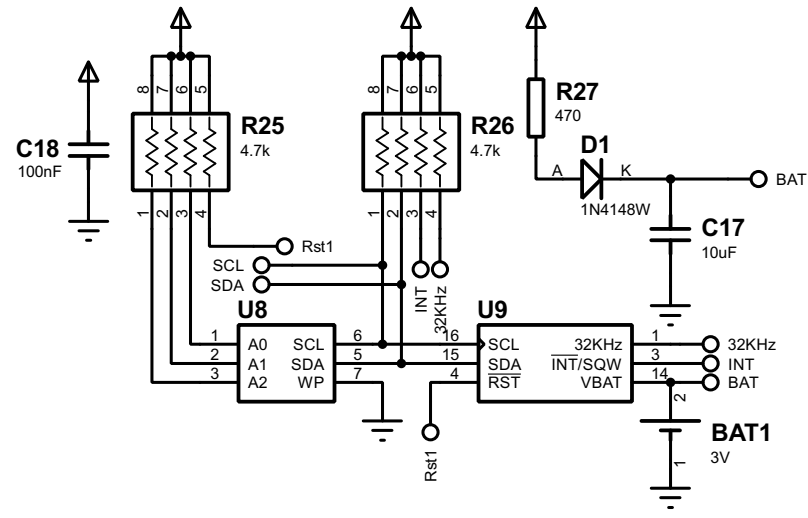 8 7 6 5
8 7 6 5
R25
4.7k
R26
4.7k
R27
470
C18
100nF
D1
A K
1N4148W
BAT
C17
10uF
1 2 3 4
1 2 3 4
Rst1
SCL
SDA
INT
32KHz
U8
U9
1 A0 SCL 6
2 A1 SDA 5
3 A2 WP 7
16 SCL 32KHz 1 32KHz
15 SDA INT/SQW 3 INT
4 RST VBAT 14 BAT
Rst1
2
BAT1
3V
1